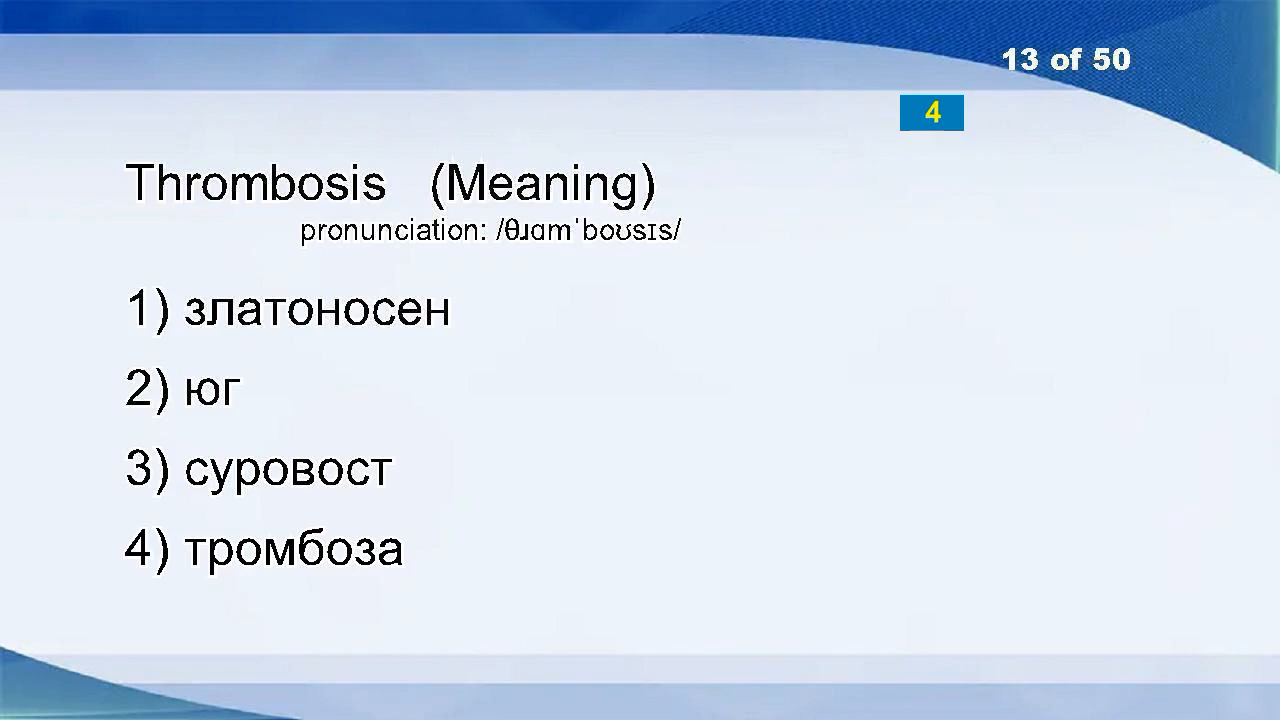 13 of 50
4
Thrombosis (Meaning)
pronunciation: /θɹɑmˈboʊsɪs/
1) златоносен
2) юг
3) суровост
4) тромбоза